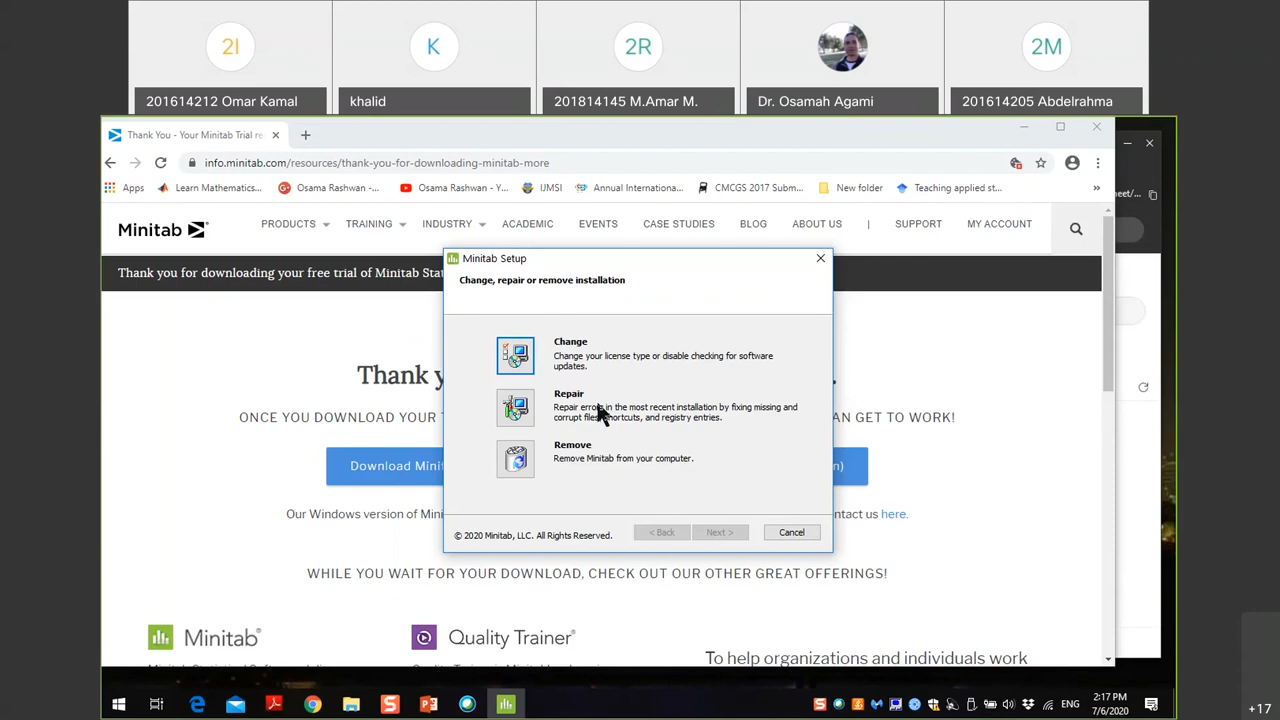 2I
K
2R
2M
201614212 Omar Kamal
khalid
201814145 M.Amar M.
Dr. Osamah Agami
201614205 Abdelrahma
Thank You - Your Minitab Trial re
info.minitab.com/resources/thank-you-for-downloading-minitab-more
Apps
Learn Mathematics...
Osama Rashwan -...
Osama Rashwan - Y...
IJMSI
Annual Internationa...
CMCGS 2017 Subm...
New folder
Teaching applied st...
»
heet/...
Minitab
PRODUCTS
TRAINING
INDUSTRY
ACADEMIC
EVENTS
CASE STUDIES
BLOG
ABOUT US
|
SUPPORT
MY ACCOUNT
Thank you for downloading your free trial of Minitab Stat
Minitab Setup
Change, repair or remove installation
Change
Change your license type or disable checking for software
updates.
Repair
Repair errors in the most recent installation by fixing missing and
corrupt files, shortcuts, and registry entries.
Remove
Remove Minitab from your computer.
© 2020 Minitab, LLC. All Rights Reserved.
< Back
Next >
Cancel
Thank y
ONCE YOU DOWNLOAD
AN GET TO WORK!
Download Minit
n)
Our Windows version of Mini
ntact us here.
WHILE YOU WAIT FOR YOUR DOWNLOAD, CHECK OUT OUR OTHER GREAT OFFERINGS!
Minitab®
Quality Trainer®
To help organizations and individuals work
ENG
2:17 PM
7/6/2020
+17